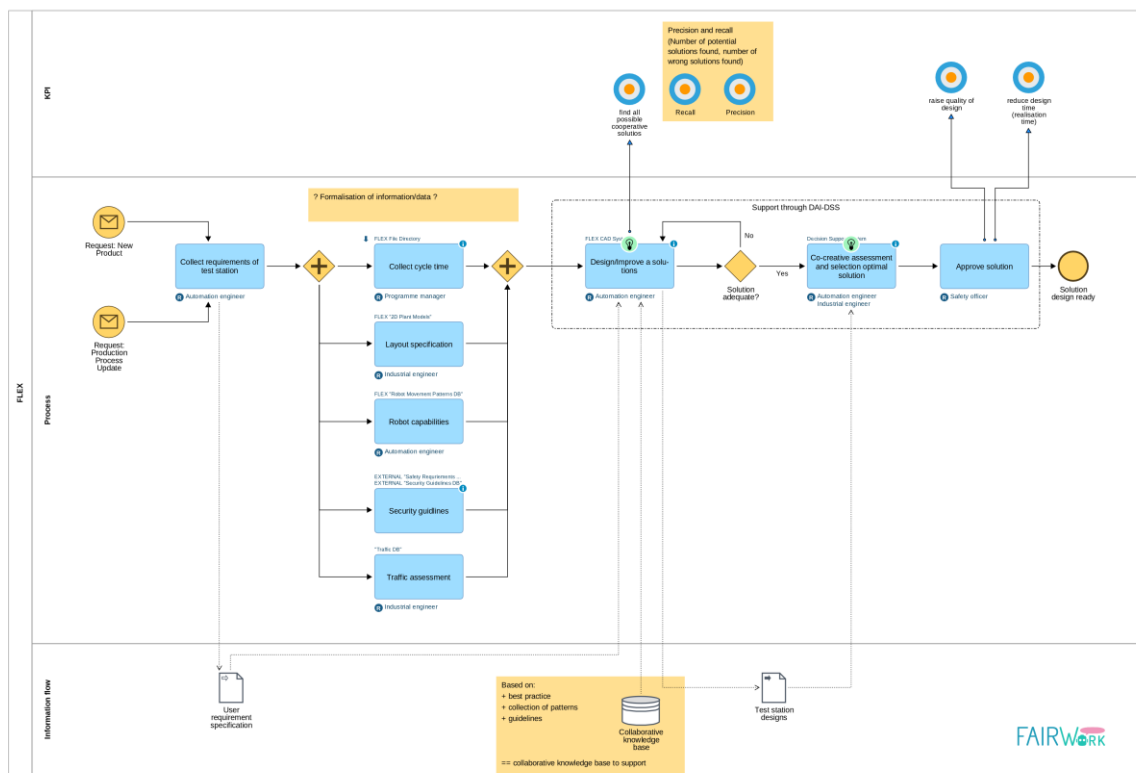 FLEX
KPI
Precision and recall
(Number of potential
solutions found, number of
wrong solutions found)
find all
possible
cooperative
solutios
Recall
Precision
raise quality of
design
reduce design
time
(realisation
time)
Process
? Formalisation of information/data ?
Support through DAI-DSS
Request: New
Product
Request:
Production
Process
Update
Collect requirements of
test station
R Automation engineer
FLEX File Directory
Collect cycle time
R Programme manager
FLEX "2D Plant Models"
Layout specification
R Industrial engineer
FLEX "Robot Movement Patterns DB"
Robot capabilities
R Automation engineer
EXTERNAL "Safety Requirements ...
EXTERNAL "Security Guidelines DB"
Security guidlines
"Traffic DB"
Traffic assessment
R Industrial engineer
FLEX CAD
Design/Improve a solu-
tions
R Automation engineer
No
Solution
adequate?
Yes
Decision
Co-creative assessment
and selection optimal
solution
R Automation engineer
Industrial engineer
Approve solution
R Safety officer
Solution
design ready
Information flow
User
requirement
specification
Based on:
+ best practice
+ collection of patterns
+ guidelines
== collaborative knowledge base to support
Collaborative
knowledge
base
Test station
designs
FAIRWORK